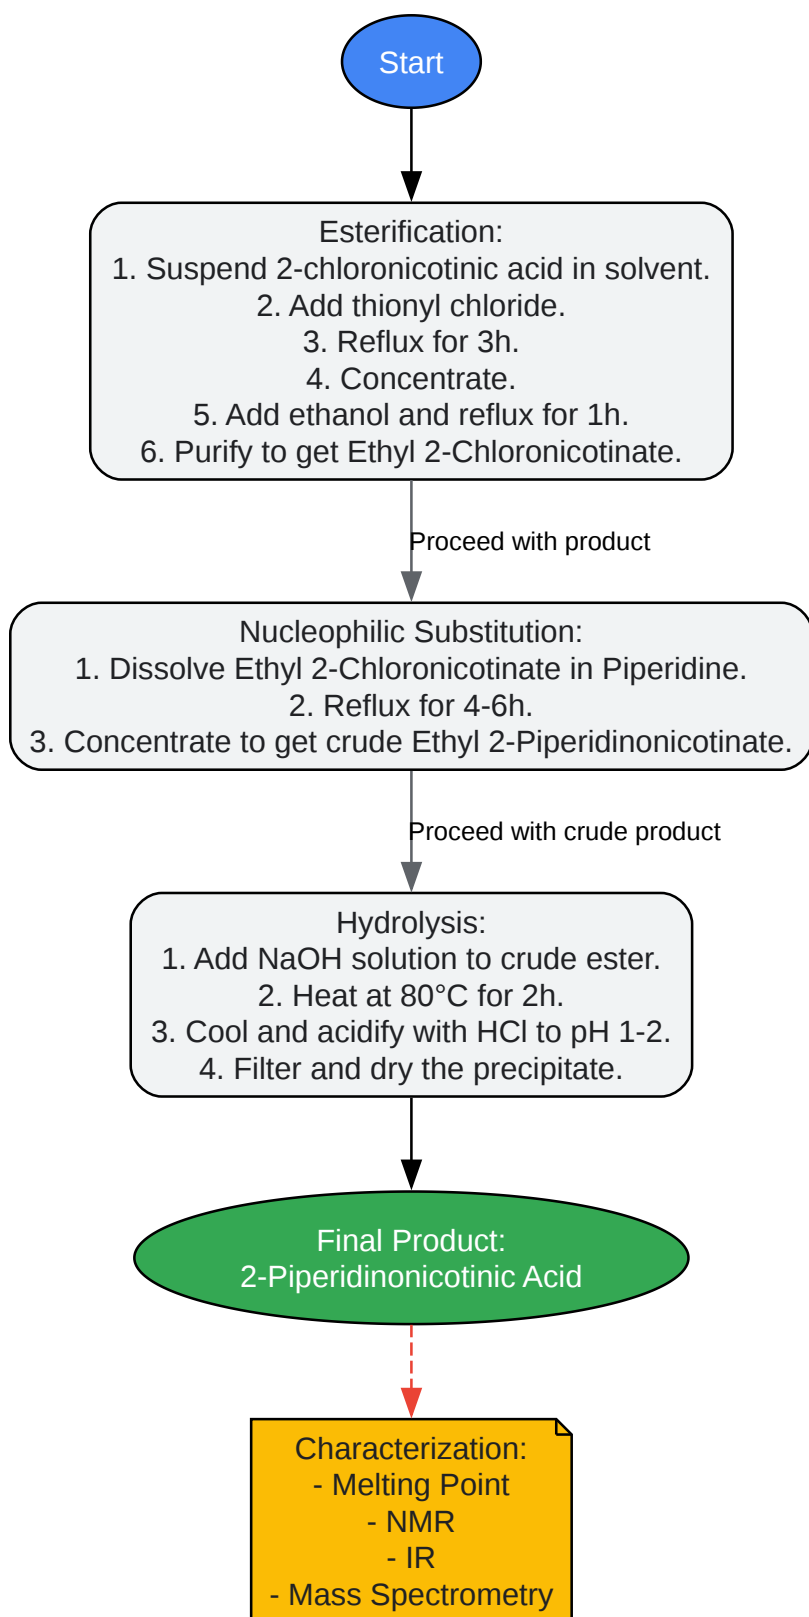 Start
Esterification:
1. Suspend 2-chloronicotinic acid in solvent.
2. Add thionyl chloride.
3. Reflux for 3h.
4. Concentrate.
5. Add ethanol and reflux for 1h.
6. Purify to get Ethyl 2-Chloronicotinate.
Proceed with product
Nucleophilic Substitution:
1. Dissolve Ethyl 2-Chloronicotinate in Piperidine.
2. Reflux for 4-6h.
3. Concentrate to get crude Ethyl 2-Piperidinonicotinate.
Proceed with crude product
Hydrolysis:
1. Add NaOH solution to crude ester.
2. Heat at 80°C for 2h.
3. Cool and acidify with HCl to pH 1-2.
4. Filter and dry the precipitate.
Final Product:
2-Piperidinonicotinic Acid
Characterization:
- Melting Point
- NMR
- IR
- Mass Spectrometry